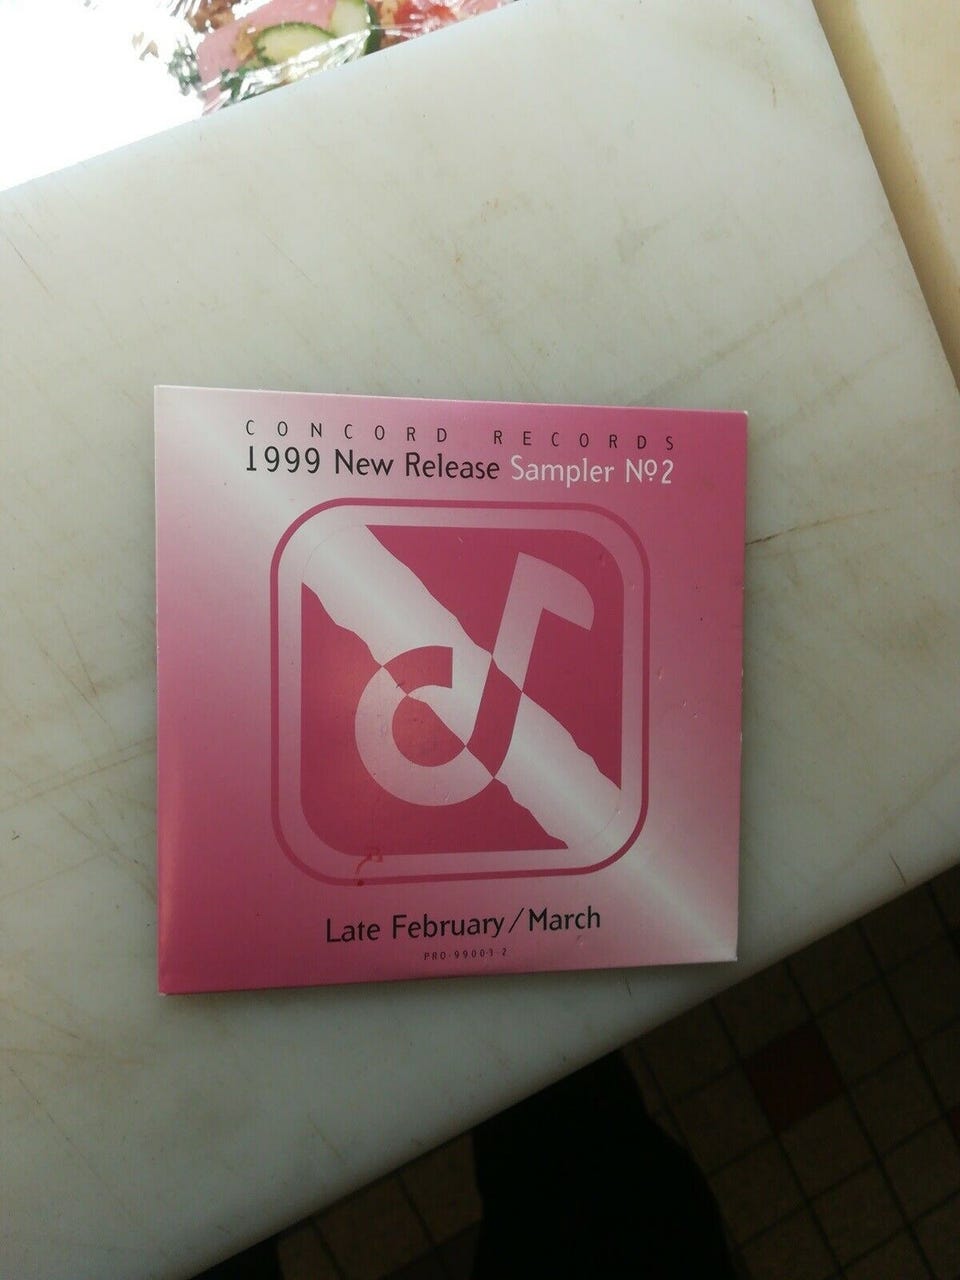 CONCORD RECORDS
1999 New Release Sampler Nº2
Late February/March
PRO-99003-2